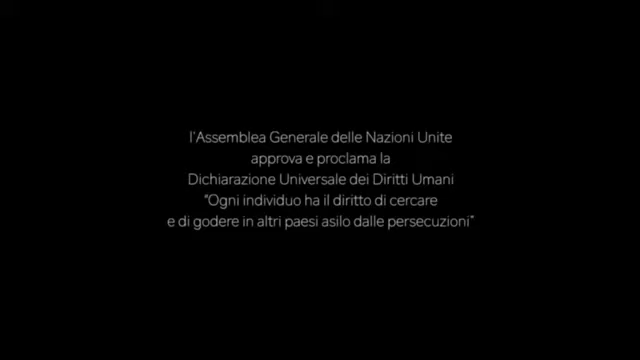 l'Assemblea Generale delle Nazioni Unite
approva e proclama la
Dichiarazione Universale dei Diritti Umani
"Ogni individuo ha il diritto di cercare
e di godere in altri paesi asilo dalle persecuzioni"